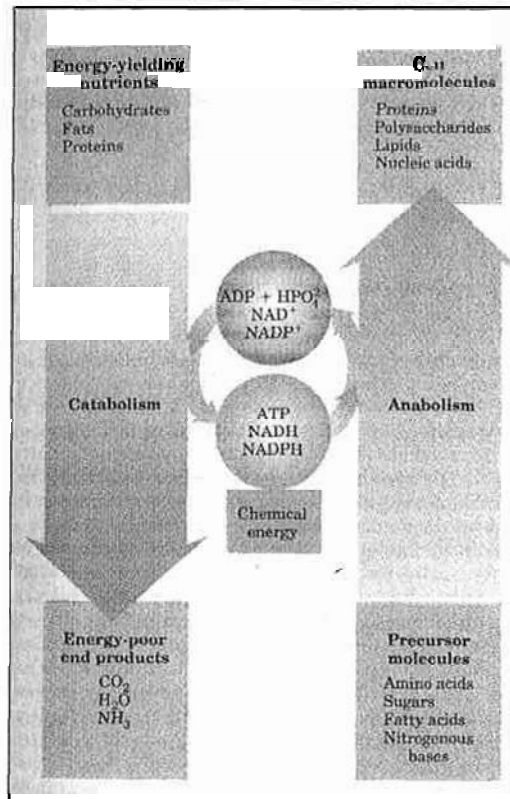 Energy-yielding
nutrients
Carbohydrates
Fats
Proteins
macromolecules
Proteins
Polysaccharides
Lipids
Nucleic acids
ADP + HPO₄²
NAD⁺
NADP⁺
Catabolism
ATP
NADH
NADPH
Anabolism
Chemical
energy
Energy-poor
end products
CO₂
H₂O
NH₃
Precursor
molecules
Amino acids
Sugars
Fatty acids
Nitrogenous
bases